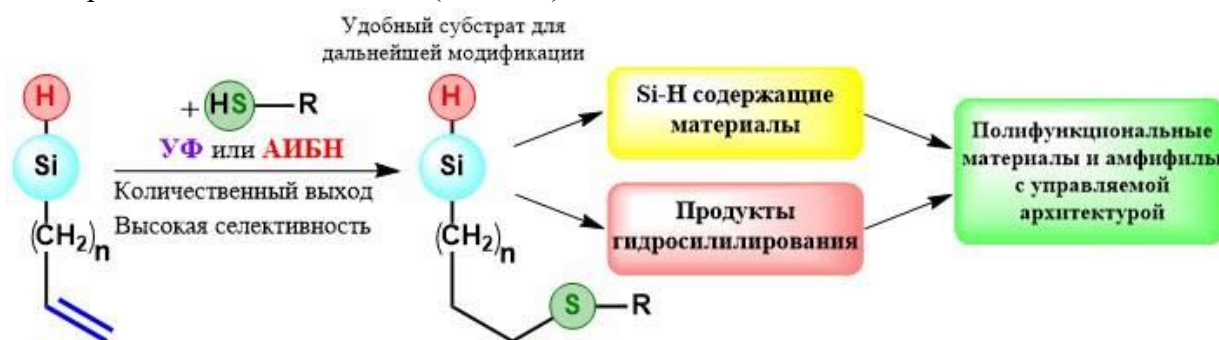 Удобный субстрат для
дальнейшей модификации
H
+ HS—R
УФ или АИБН
Si
Количественный выход
Высокая селективность
(CH2)n
H
Si
(CH2)n
S—R
Si-H содержащие
материалы
Продукты
гидросилилирования
Полифункциональные
материалы и амфифилы
с управляемой
архитектурой